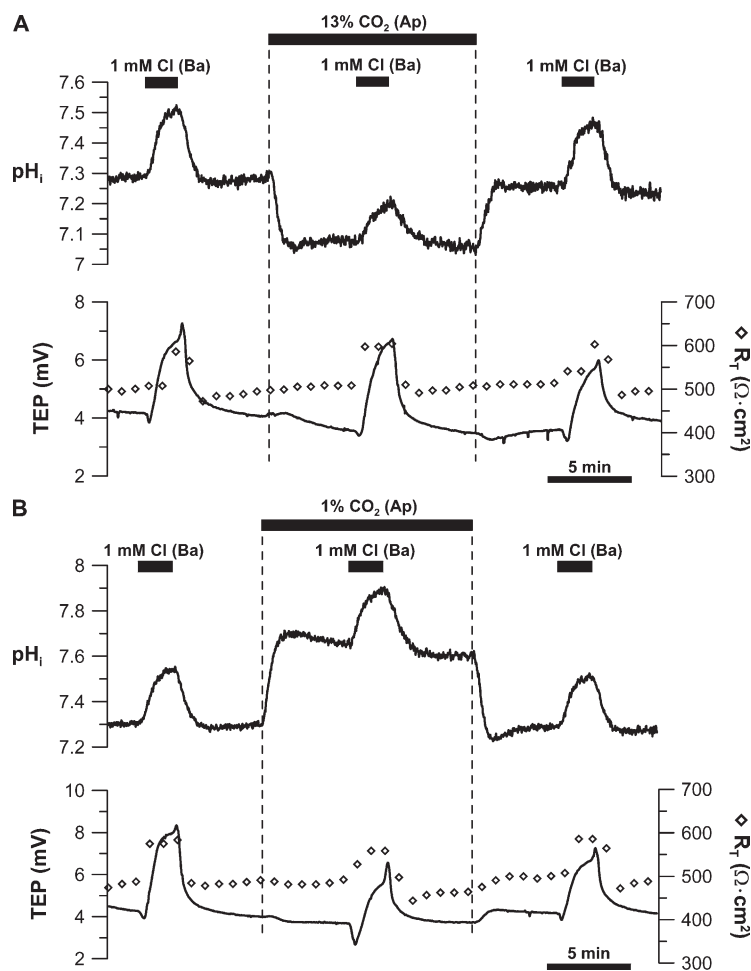 A
13% CO2 (Ap)
1 mM Cl (Ba) 1 mM Cl (Ba) 1 mM Cl (Ba)
7.6
7.5
7.4
7.3
7.2
7.1
7
pHi
8
6
4
2
TEP (mV)
700
600
500
400
300
◇ RT (Ω·cm2)
5 min
B
1% CO2 (Ap)
1 mM Cl (Ba) 1 mM Cl (Ba) 1 mM Cl (Ba)
8
7.8
7.6
7.4
7.2
pHi
10
8
6
4
2
TEP (mV)
700
600
500
400
300
◇ RT (Ω·cm2)
5 min